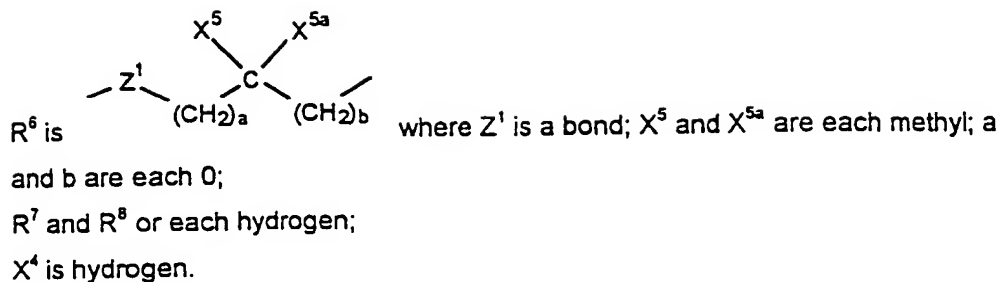 X⁵ X⁵ᵃ
Z¹ C
R⁶ is (CH2)a (CH2)b where Z¹ is a bond; X⁵ and X⁵ᵃ are each methyl; a
and b are each 0;
R⁷ and R⁸ or each hydrogen;
X⁴ is hydrogen.